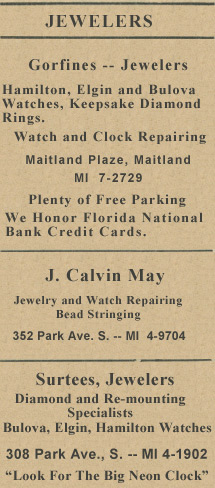 JEWELERS
Gorfines -- Jewelers
Hamilton, Elgin and Bulova
Watches, Keepsake Diamond
Rings.
Watch and Clock Repairing
Maitland Plaze, Maitland
MI 7-2729
Plenty of Free Parking
We Honor Florida National
Bank Credit Cards.
J. Calvin May
Jewelry and Watch Repairing
Bead Stringing
352 Park Ave. S. -- MI 4-9704
Surtees, Jewelers
Diamond and Re-mounting
Specialists
Bulova, Elgin, Hamilton Watches
308 Park Ave., S. -- MI 4-1902
“Look For The Big Neon Clock”